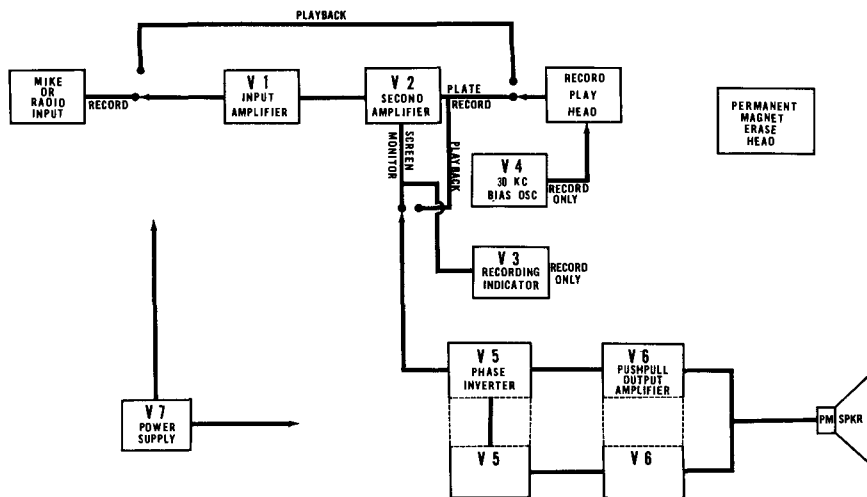 PLAYBACK
MIKE
OR
RADIO
INPUT
RECORD
V 1
INPUT
AMPLIFIER
V 2
SECOND
AMPLIFIER
PLATE
RECORD
RECORD
PLAY
HEAD
PERMANENT
MAGNET
ERASE
HEAD
SCREEN
MONITOR
PLAYBACK
V 4
30 KC
BIAS OSC
RECORD
ONLY
V 3
RECORDING
INDICATOR
RECORD
ONLY
V 5
PHASE
INVERTER
V 6
PUSHPULL
OUTPUT
AMPLIFIER
V 7
POWER
SUPPLY
PM
SPKR
V 5
V 6